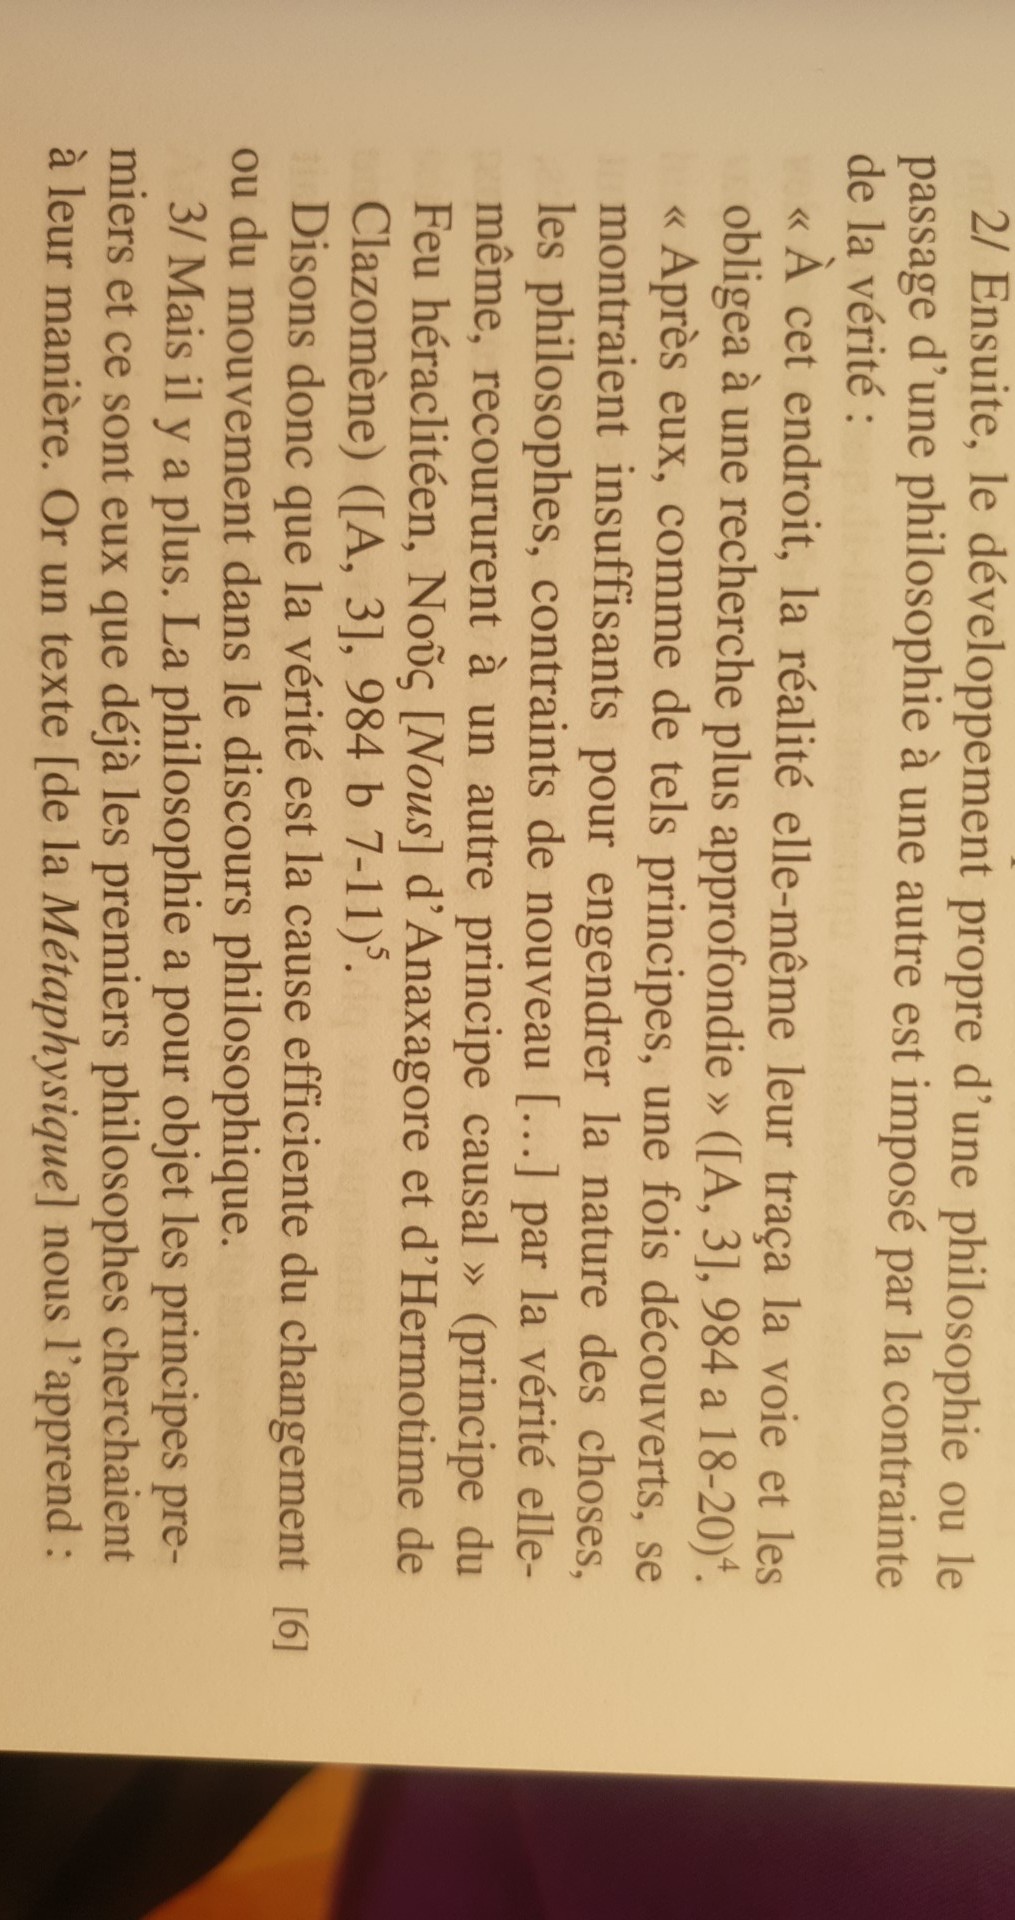 2/ Ensuite, le développement propre d'une philosophie ou le
passage d'une philosophie à une autre est imposé par la contrainte
de la vérité :
« À cet endroit, la réalité elle-même leur traça la voie et les
obligea à une recherche plus approfondie » ([A, 3], 984 a 18-20)⁴.
« Après eux, comme de tels principes, une fois découverts, se
montraient insuffisants pour engendrer la nature des choses,
les philosophes, contraints de nouveau [...] par la vérité elle-
même, recoururent à un autre principe causal » (principe du
Feu héraclitéen, Νοῦς [Nous] d'Anaxagore et d'Hermotime de
Clazomène) ([A, 3], 984 b 7-11)⁵.
Disons donc que la vérité est la cause efficiente du changement [6]
ou du mouvement dans le discours philosophique.
3/ Mais il y a plus. La philosophie a pour objet les principes pre-
miers et ce sont eux que déjà les premiers philosophes cherchaient
à leur manière. Or un texte [de la Métaphysique] nous l'apprend :